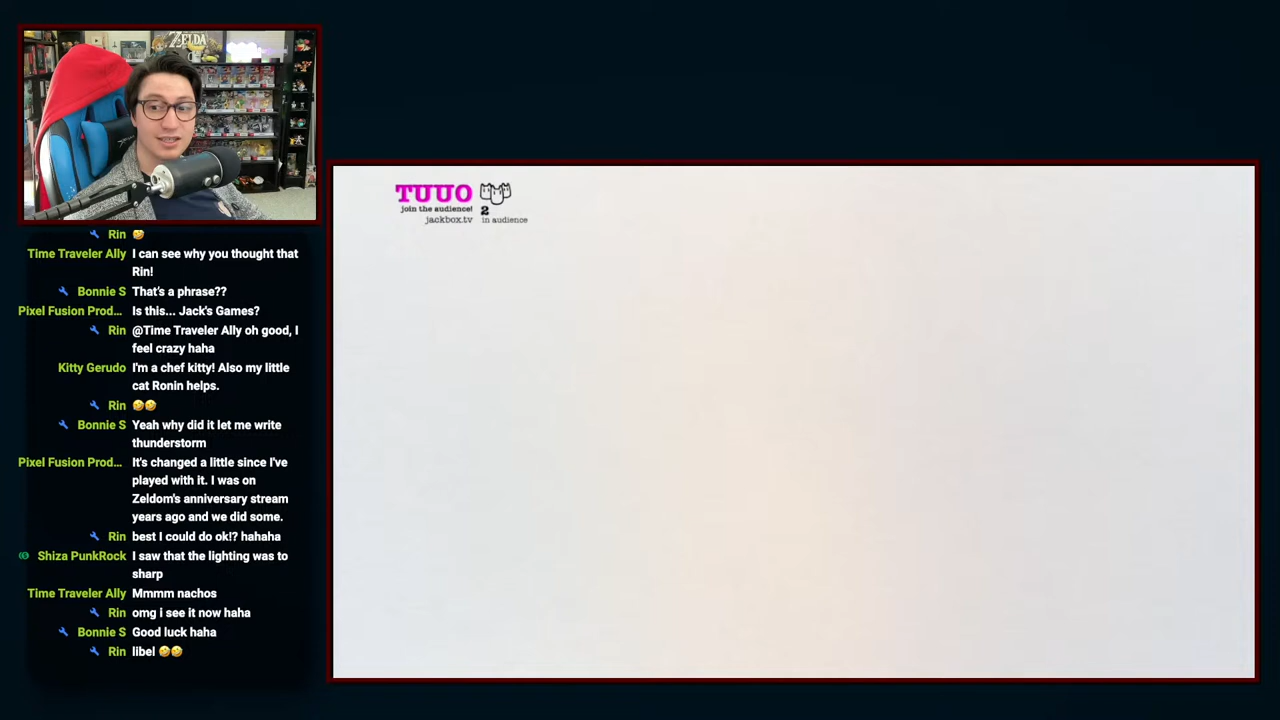 ZELDA
TUUO
join the audience!
jackbox.tv
2
in audience
Rin 🤣
Time Traveler Ally I can see why you thought that
Rin!
Bonnie S That's a phrase??
Pixel Fusion Prod… Is this... Jack's Games?
Rin @Time Traveler Ally oh good, I
feel crazy haha
Kitty Gerudo I'm a chef kitty! Also my little
cat Ronin helps.
Rin 🤣🤣
Bonnie S Yeah why did it let me write
thunderstorm
Pixel Fusion Prod… It's changed a little since I've
played with it. I was on
Zeldom's anniversary stream
years ago and we did some.
Rin best I could do ok!? hahaha
Shiza PunkRock I saw that the lighting was to
sharp
Time Traveler Ally Mmmm nachos
Rin omg i see it now haha
Bonnie S Good luck haha
Rin libel 🤣🤣